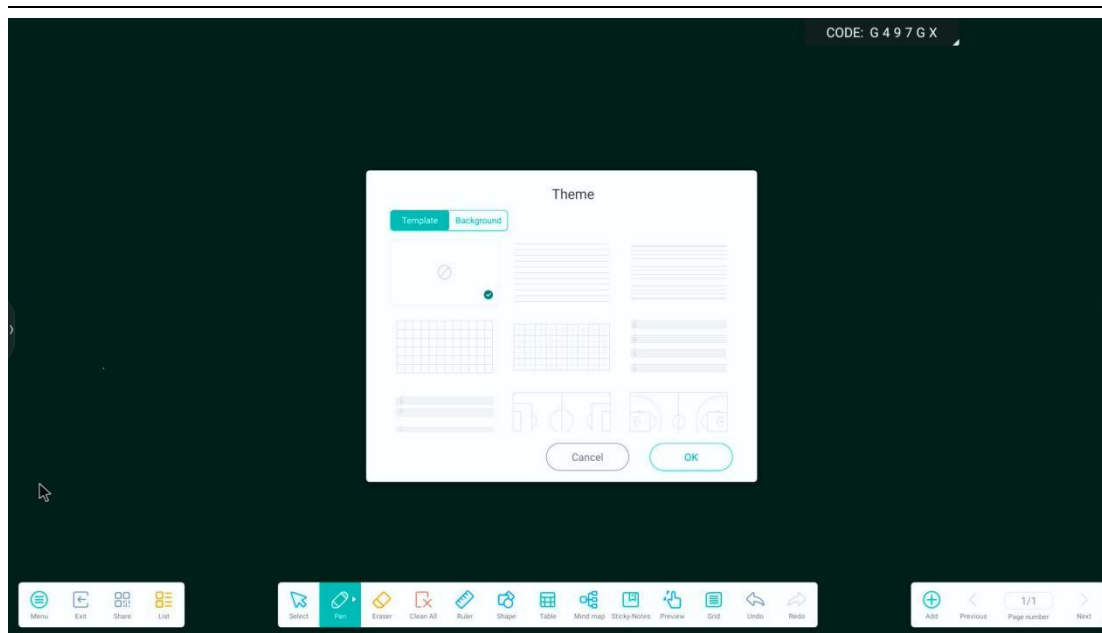 CODE: G 4 9 7 G X
Theme
Template Background
Cancel OK
Menu Exit Share List
Select Pen Eraser Clean All Ruler Shape Table Mind map Sticky-Notes Preview Grid Undo Redo
1/1
Add Previous Page number Next